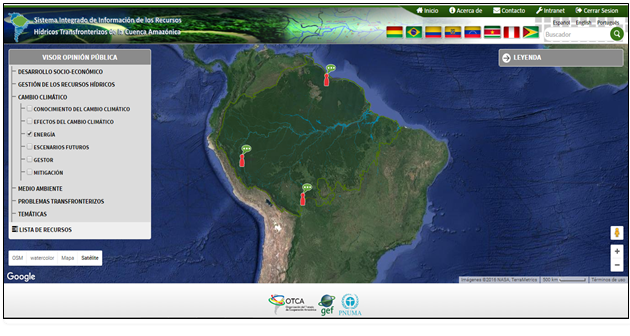 Sistema Integrado de Información de los Recursos
Hídricos Transfronterizos de la Cuenca Amazónica
Inicio
Acerca de
Contacto
Intranet
Cerrar Sesion
Español English Português
Buscador
VISOR OPINIÓN PÚBLICA
DESARROLLO SOCIO-ECONÓMICO
GESTIÓN DE LOS RECURSOS HÍDRICOS
CAMBIO CLIMÁTICO
CONOCIMIENTO DEL CAMBIO CLIMÁTICO
EFECTOS DEL CAMBIO CLIMÁTICO
ENERGÍA
ESCENARIOS FUTUROS
GESTOR
MITIGACIÓN
MEDIO AMBIENTE
PROBLEMAS TRANSFRONTERIZOS
TEMÁTICAS
LISTA DE RECURSOS
LEYENDA
OSM watercolor Mapa Satélite
Google
Imágenes ©2018 NASA, TerraMetrics
500 km
Términos de uso
+
−
OTCA
gef
PNUMA